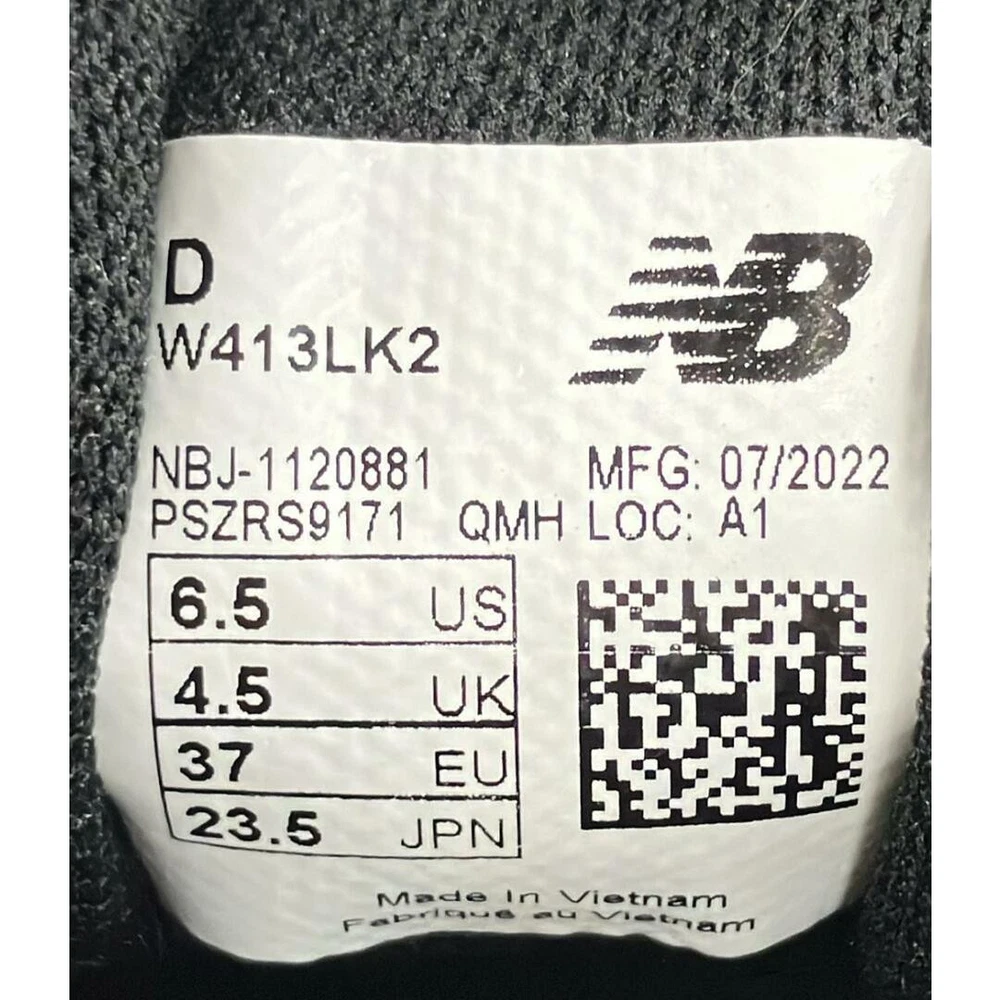 D
NB
W413LK2
NBJ-1120881 MFG: 07/2022
PSZRS9171 QMH LOC: A1
6.5 US
4.5 UK
37 EU
23.5 JPN
Made In Vietnam
Fabriqué au Vietnam